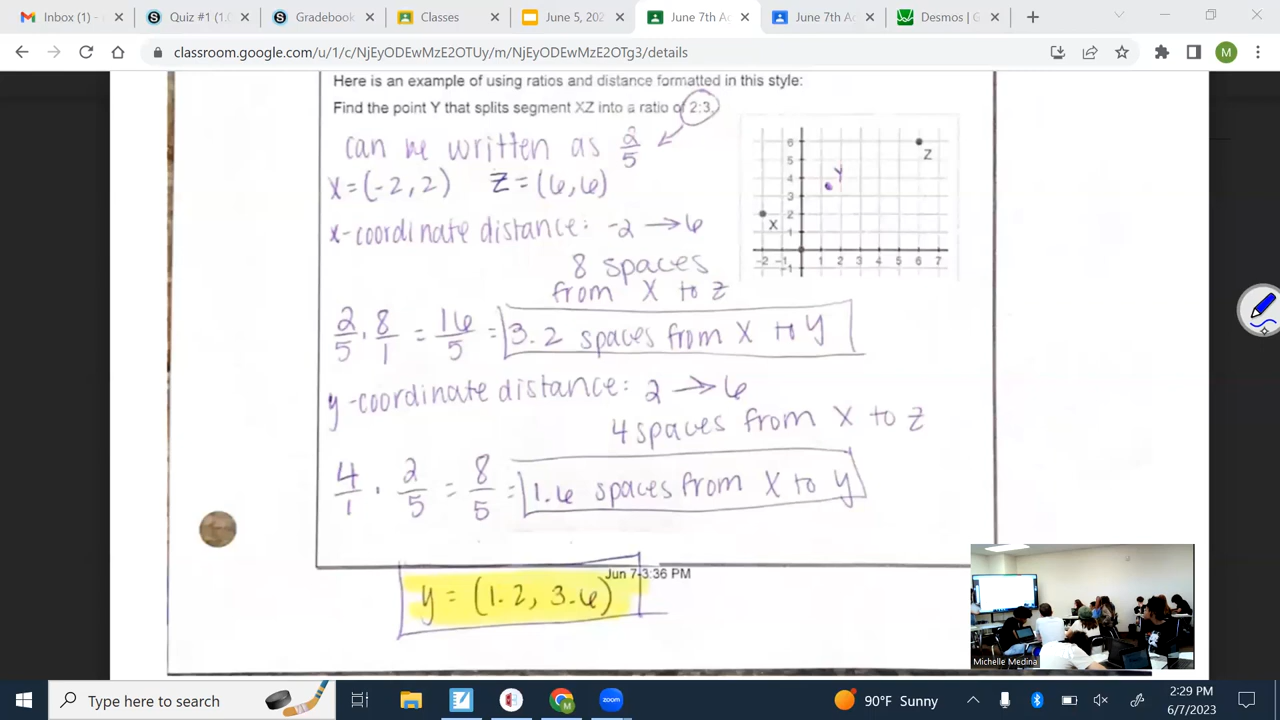 Inbox (1) -
Quiz #1 (1.0
Gradebook
Classes
June 5, 202
June 7th Ac
June 7th Ac
Desmos | G
classroom.google.com/u/1/c/NjEyODEwMzE2OTUy/m/NjEyODEwMzE2OTg3/details
M
Here is an example of using ratios and distance formatted in this style:
Find the point Y that splits segment XZ into a ratio of 2:3.
can be written as 2/5
X=(-2,2) Z=(6,6)
x-coordinate distance: -2 → 6
8 spaces
from X to Z
2/5 · 8/1 = 16/5 = 3.2 spaces from X to Y
y-coordinate distance: 2 → 6
4 spaces from X to Z
4/1 · 2/5 = 8/5 = 1.6 spaces from X to Y
Jun 7-3:36 PM
y = (1.2, 3.6)
6
5
4
3
2
1
-1
-2 -1 1 2 3 4 5 6 7
X
Y
Z
Michelle Medina
Type here to search
zoom
90°F Sunny
2:29 PM
6/7/2023